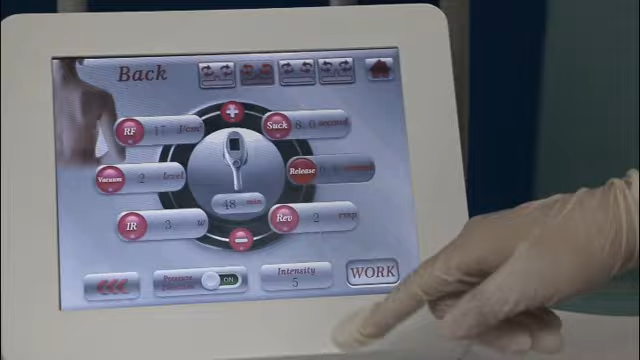 Back
RF 17 J/cm²
Suck 8.0 second
Vacuum 2 level
Release
IR 3 w
Rev 2 rmp
48 min
Pressure
ON
Intensity
5
WORK